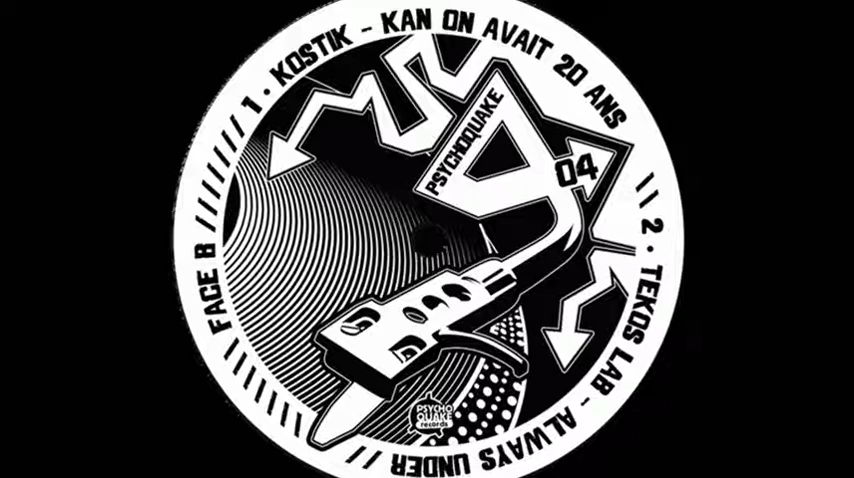 FACE B /////// 1 • KOSTIK - KAN ON AVAIT 20 ANS
\\ 2 • TEKOS LAB - ALWAYS UNDER //
PSYCHOQUAKE
04
PSYCHO
QUAKE
records